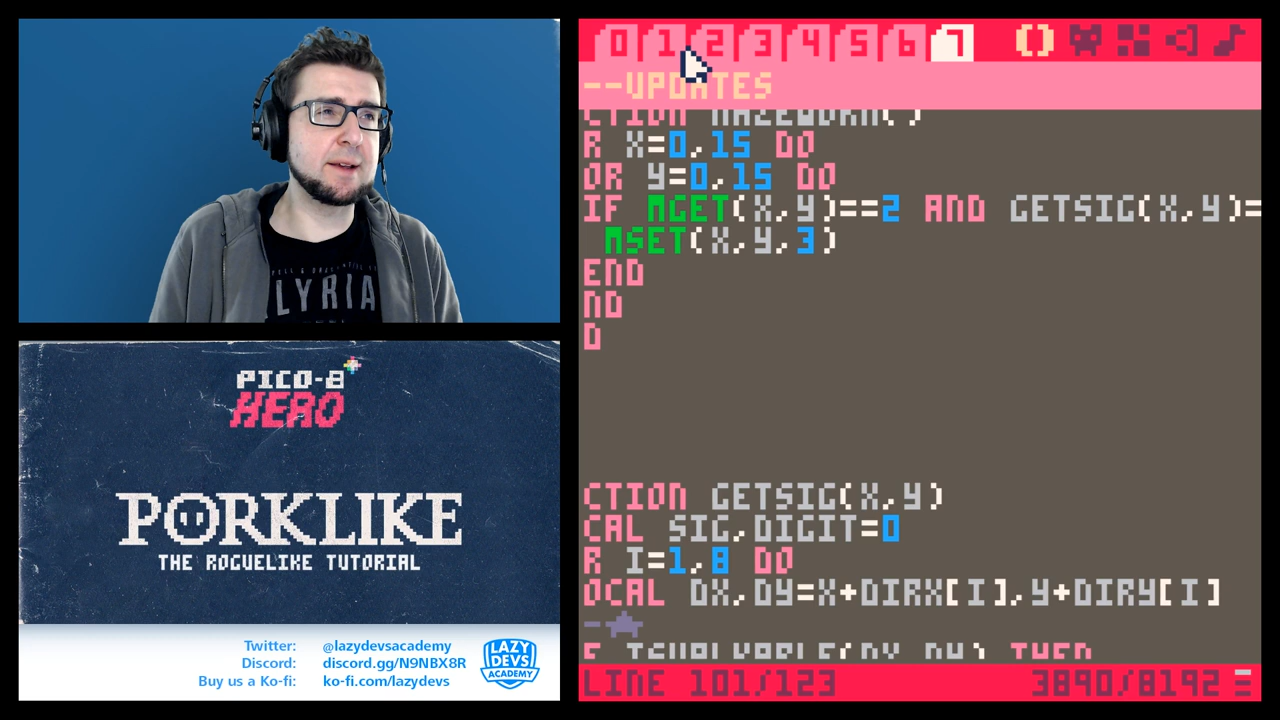 LYRIA
PICO-8
HERO
PORKLIKE
THE ROGUELIKE TUTORIAL
Twitter: @lazydevsacademy
Discord: discord.gg/N9NBX8R
Buy us a Ko-fi: ko-fi.com/lazydevs
LAZY
DEVS
ACADEMY
0 1 2 3 4 5 6 7 ()
--UPDATES
R X=0,15 DO
OR Y=0,15 DO
IF MGET(X,Y)==2 AND GETSIG(X,Y)=
MSET(X,Y,3)
END
ND
D
CTION GETSIG(X,Y)
CAL SIG,DIGIT=0
R I=1,8 DO
OCAL DX,DY=X+DIRX[I],Y+DIRY[I]
--
LINE 101/123 3890/8192